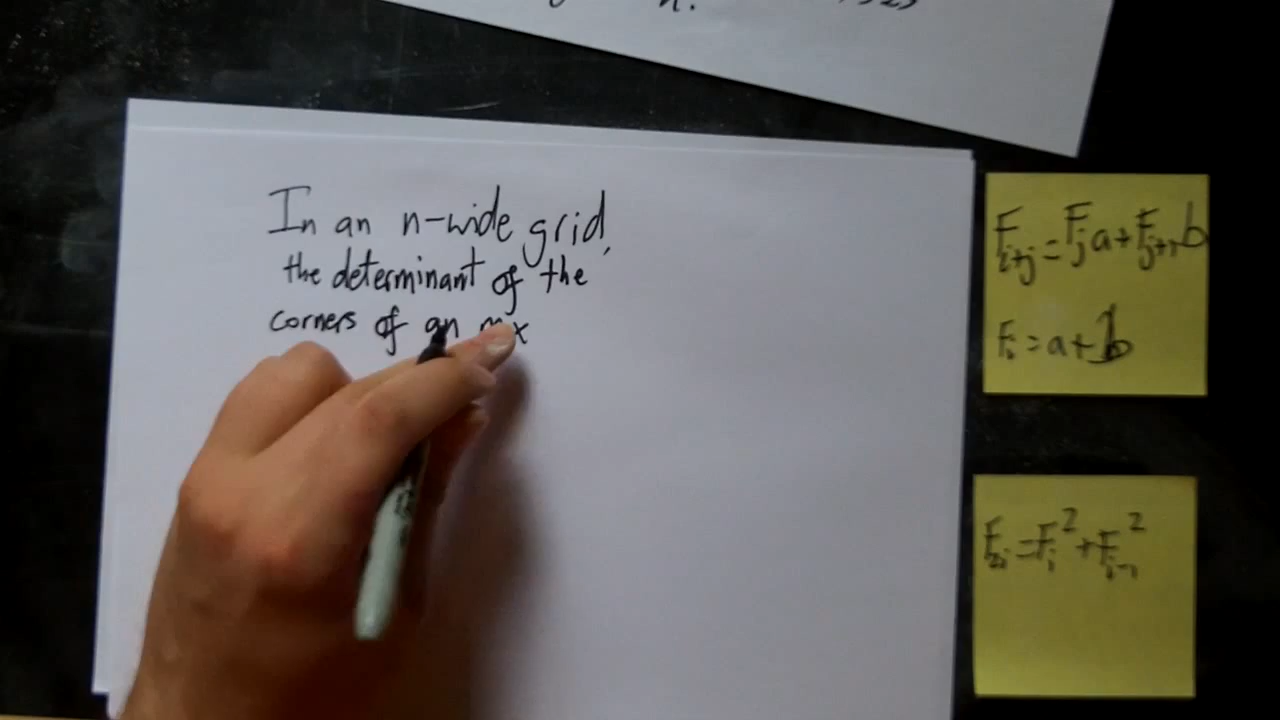 In an n-wide grid,
the determinant of the
corners of an mx
F_{i+j} = F_j a + F_{j+1} b
F_i = a + b
F_{2i} = F_i^2 + F_{i-1}^2